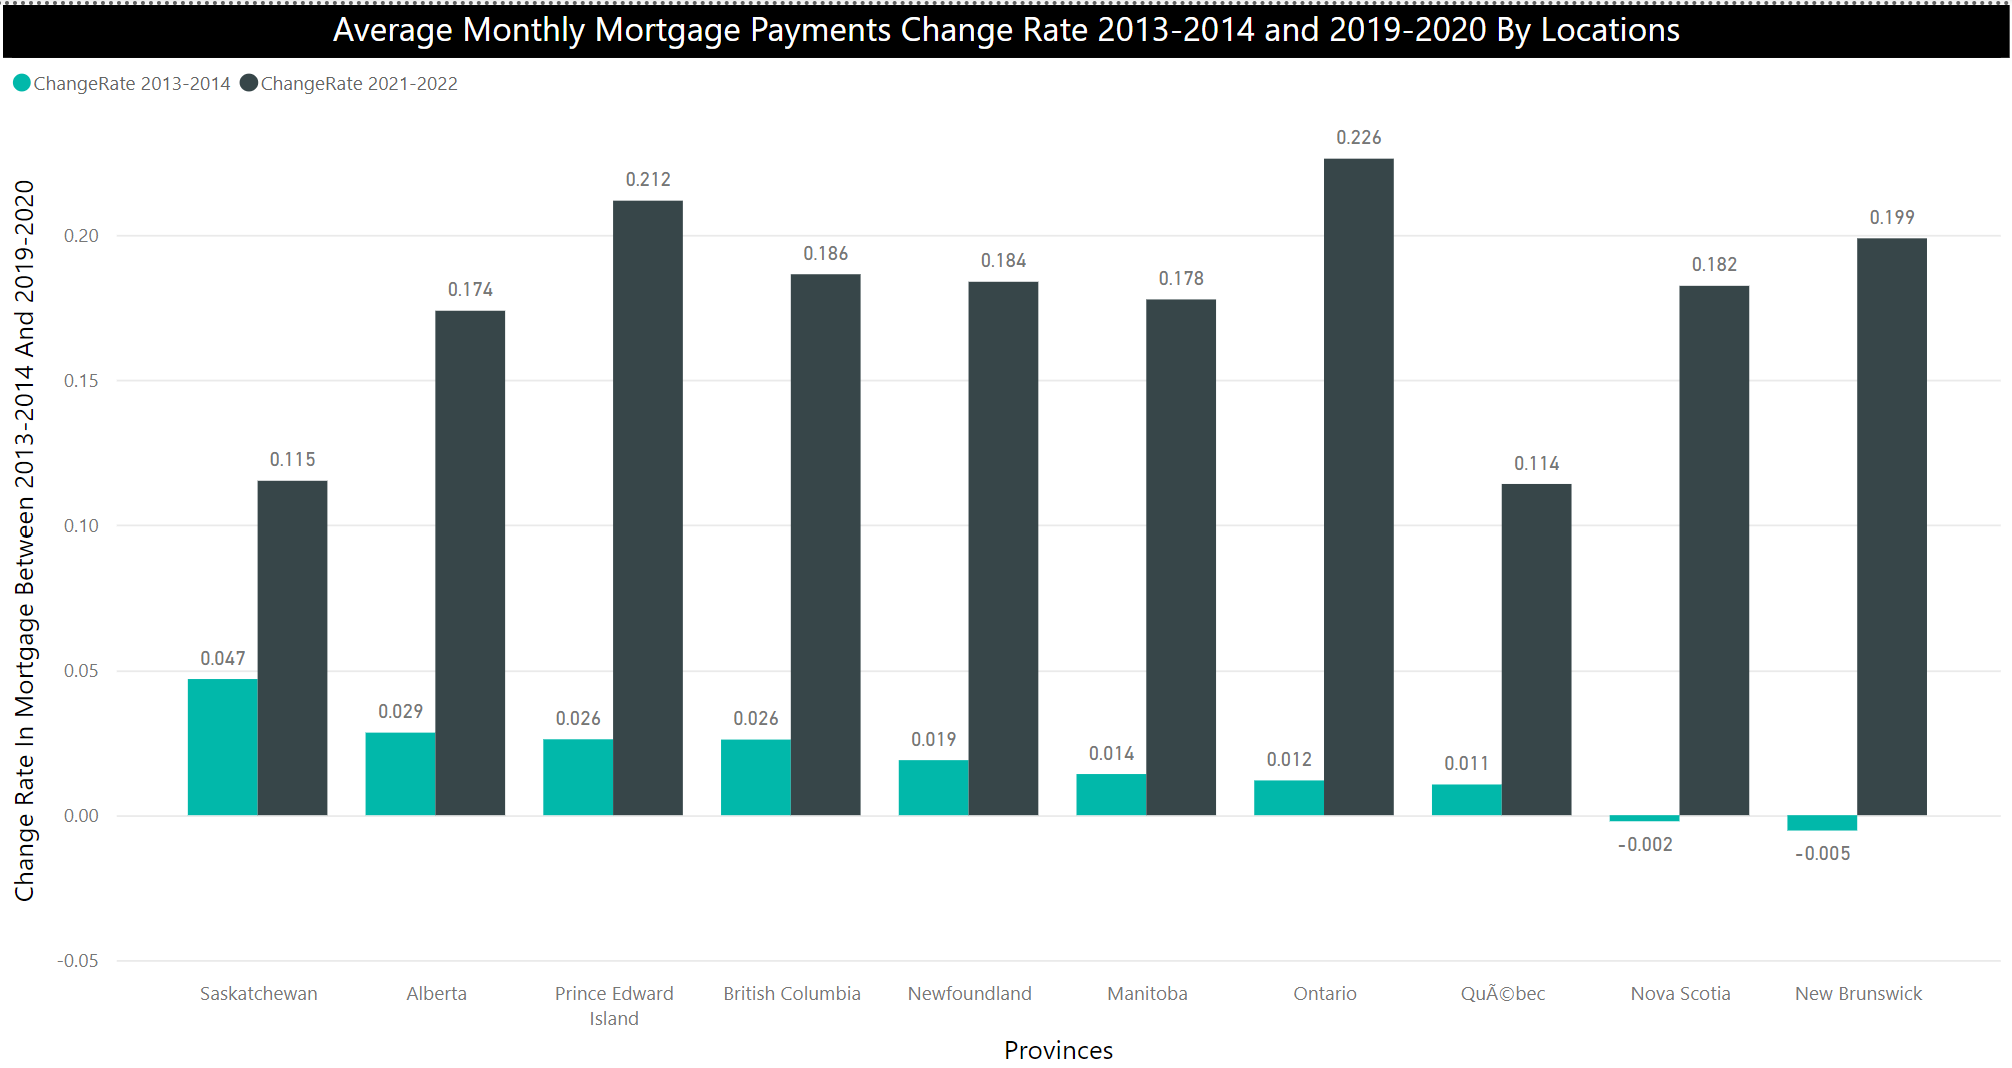 Average Monthly Mortgage Payments Change Rate 2013-2014 and 2019-2020 By Locations
ChangeRate 2013-2014 ChangeRate 2021-2022
Change Rate In Mortgage Between 2013-2014 And 2019-2020
0.20
0.15
0.10
0.05
0.00
-0.05
0.047
0.115
0.029
0.174
0.026
0.212
0.026
0.186
0.019
0.184
0.014
0.178
0.012
0.226
0.011
0.114
-0.002
0.182
-0.005
0.199
Saskatchewan
Alberta
Prince Edward
Island
British Columbia
Newfoundland
Manitoba
Ontario
QuÃ©bec
Nova Scotia
New Brunswick
Provinces